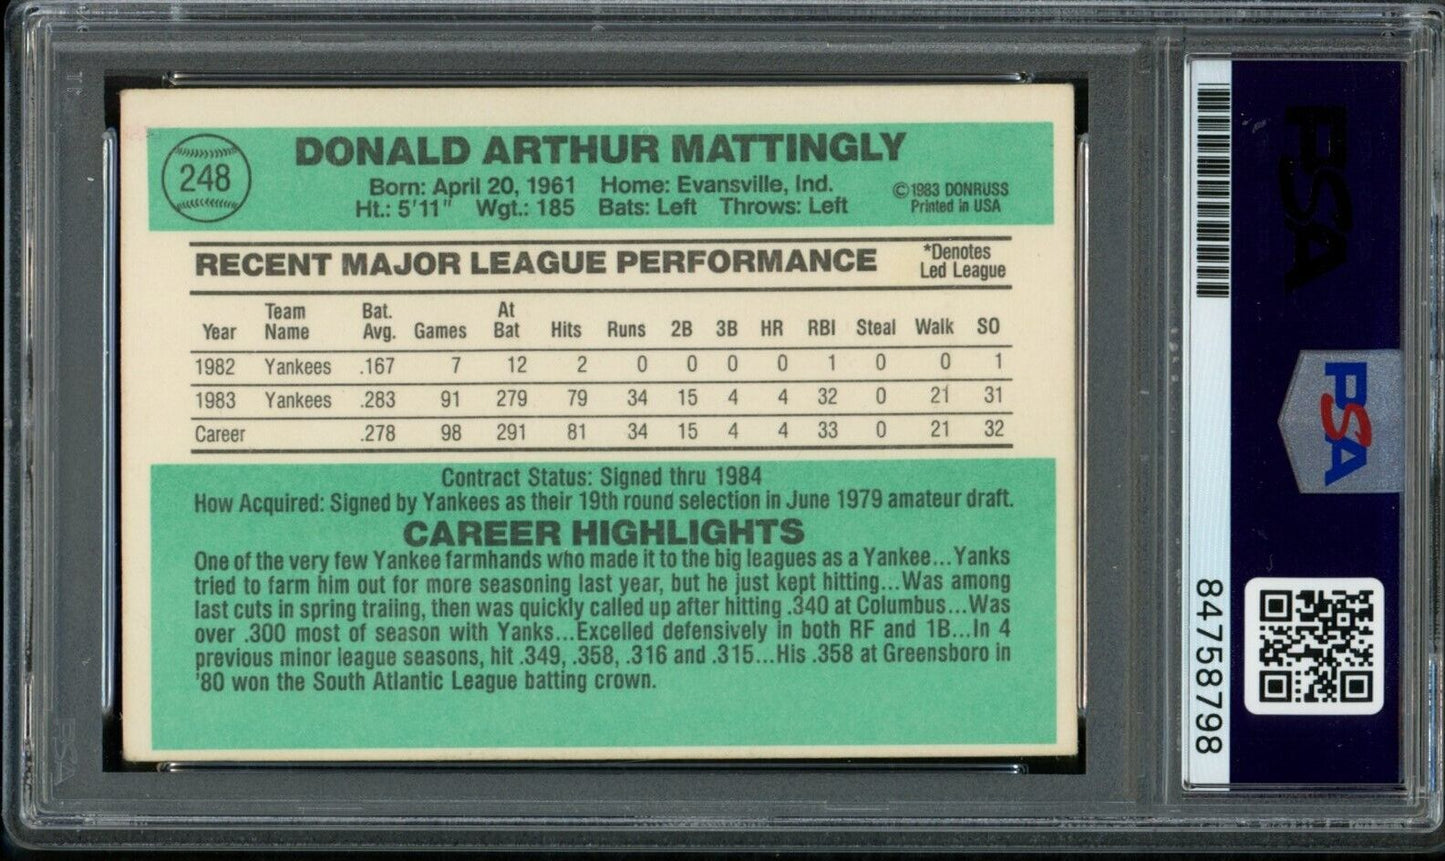 248
DONALD ARTHUR MATTINGLY
Born: April 20, 1961 Home: Evansville, Ind.
Ht.: 5'11" Wgt.: 185 Bats: Left Throws: Left
©1983 DONRUSS
Printed in USA
RECENT MAJOR LEAGUE PERFORMANCE
*Denotes
Led League
Year Team Name Bat. Avg. Games At Bat Hits Runs 2B 3B HR RBI Steal Walk SO
1982 Yankees .167 7 12 2 0 0 0 0 1 0 0 1
1983 Yankees .283 91 279 79 34 15 4 4 32 0 21 31
Career .278 98 291 81 34 15 4 4 33 0 21 32
Contract Status: Signed thru 1984
How Acquired: Signed by Yankees as their 19th round selection in June 1979 amateur draft.
CAREER HIGHLIGHTS
One of the very few Yankee farmhands who made it to the big leagues as a Yankee...Yanks
tried to farm him out for more seasoning last year, but he just kept hitting...Was among
last cuts in spring traiing, then was quickly called up after hitting .340 at Columbus...Was
over .300 most of season with Yanks...Excelled defensively in both RF and 1B...In 4
previous minor league seasons, hit .349, .358, .316 and .315...His .358 at Greensboro in
'80 won the South Atlantic League batting crown.
PSA
PSA
84758798
PSA